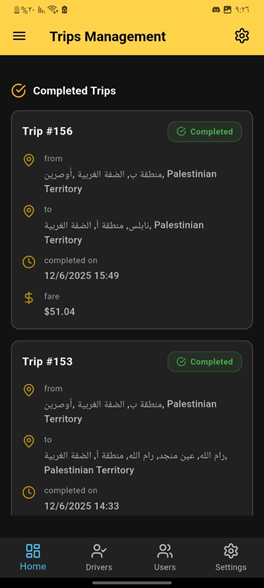 %٢٠
٩:٢٦
Trips Management
Completed Trips
Trip #156
Completed
from
أوصرين, منطقة ب, الضفة الغربية, Palestinian
Territory
to
نابلس, منطقة أ, الضفة الغربية, Palestinian
Territory
completed on
12/6/2025 15:49
fare
$51.04
Trip #153
Completed
from
أوصرين, منطقة ب, الضفة الغربية, Palestinian
Territory
to
رام الله, عين منجد, رام الله, منطقة أ, الضفة الغربية,
Palestinian Territory
completed on
12/6/2025 14:33
Home
Drivers
Users
Settings